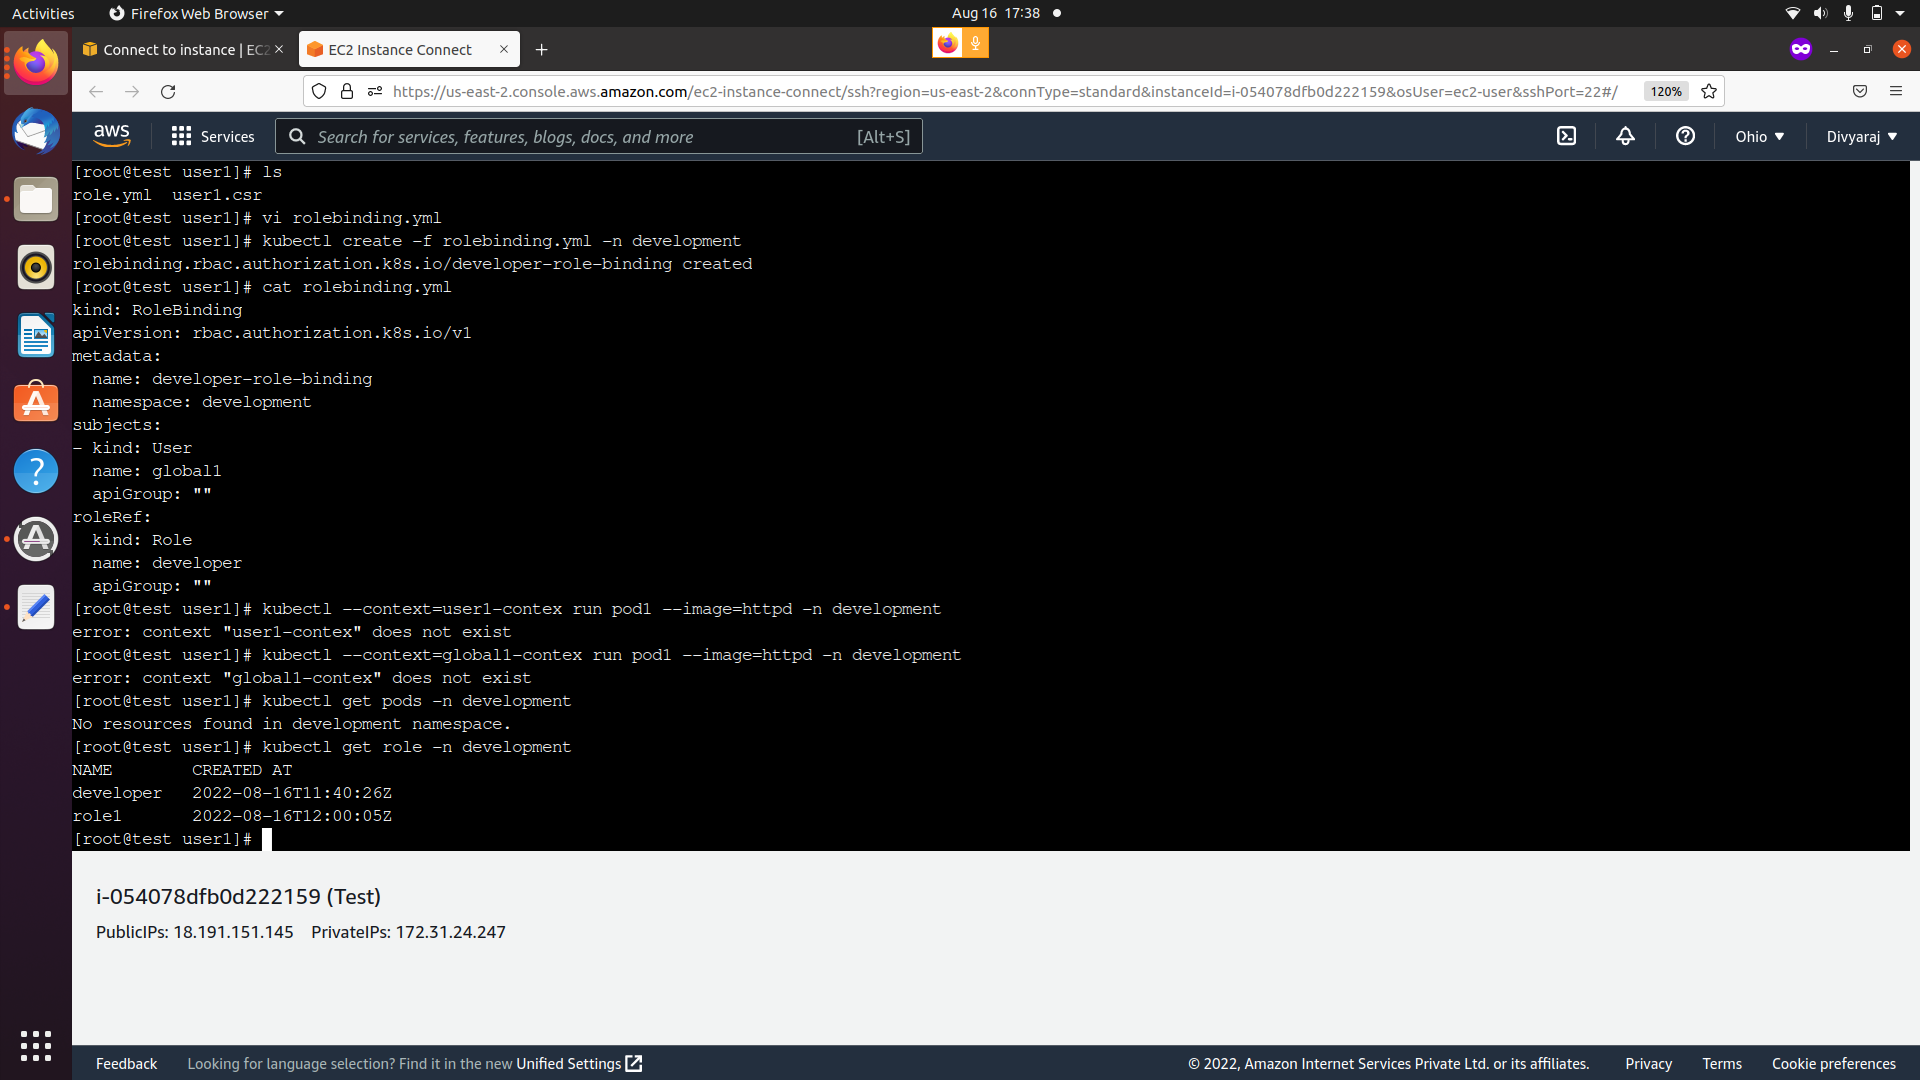 Activities
Firefox Web Browser
Aug 16 17:38
Connect to instance | EC2
EC2 Instance Connect
https://us-east-2.console.aws.amazon.com/ec2-instance-connect/ssh?region=us-east-2&connType=standard&instanceId=i-054078dfb0d222159&osUser=ec2-user&sshPort=22#/
120%
aws
Services
Search for services, features, blogs, docs, and more
[Alt+S]
Ohio
Divyaraj
[root@test user1]# ls
role.yml  user1.csr
[root@test user1]# vi rolebinding.yml
[root@test user1]# kubectl create -f rolebinding.yml -n development
rolebinding.rbac.authorization.k8s.io/developer-role-binding created
[root@test user1]# cat rolebinding.yml
kind: RoleBinding
apiVersion: rbac.authorization.k8s.io/v1
metadata:
  name: developer-role-binding
  namespace: development
subjects:
- kind: User
  name: global1
  apiGroup: ""
roleRef:
  kind: Role
  name: developer
  apiGroup: ""
[root@test user1]# kubectl --context=user1-contex run pod1 --image=httpd -n development
error: context "user1-contex" does not exist
[root@test user1]# kubectl --context=global1-contex run pod1 --image=httpd -n development
error: context "global1-contex" does not exist
[root@test user1]# kubectl get pods -n development
No resources found in development namespace.
[root@test user1]# kubectl get role -n development
NAME        CREATED AT
developer   2022-08-16T11:40:26Z
role1       2022-08-16T12:00:05Z
[root@test user1]#
i-054078dfb0d222159 (Test)
PublicIPs: 18.191.151.145    PrivateIPs: 172.31.24.247
Feedback
Looking for language selection? Find it in the new Unified Settings
© 2022, Amazon Internet Services Private Ltd. or its affiliates.
Privacy
Terms
Cookie preferences